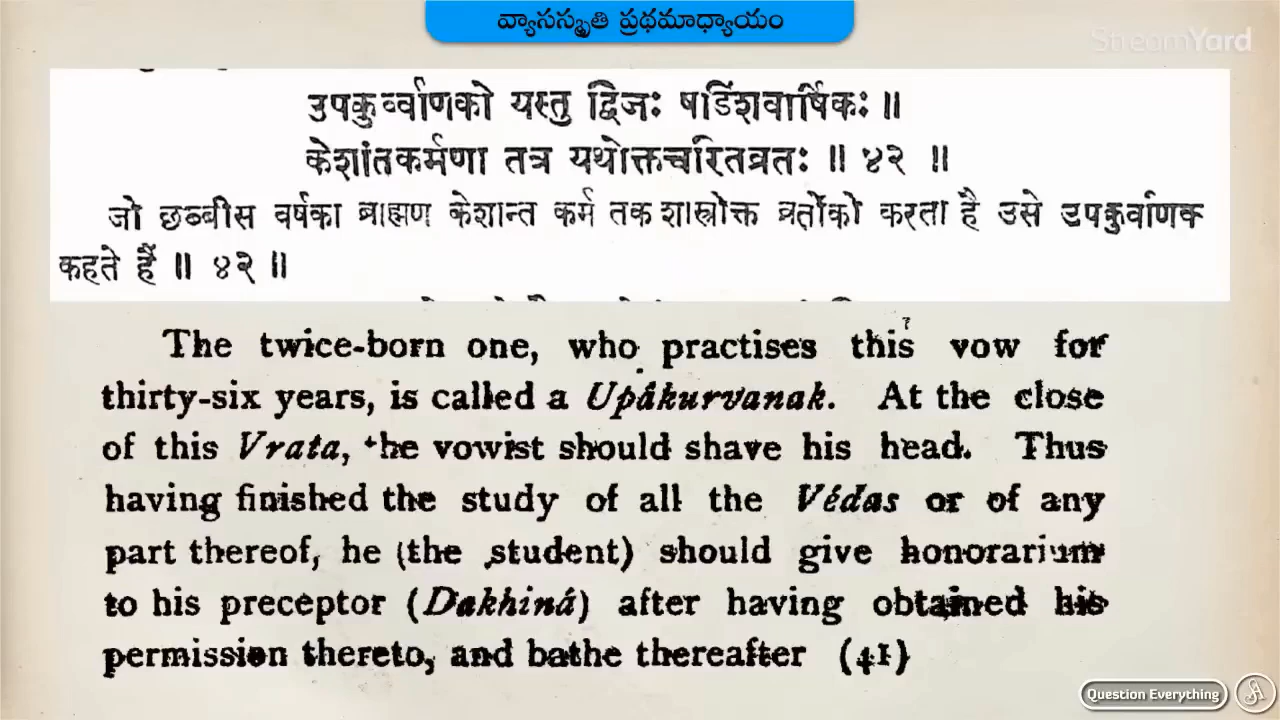 వ్యాసస్మృతి ప్రథమాధ్యాయం
StreamYard
उपकुर्व्वाणको यस्तु द्विजः षडिंशवार्षिकः ॥
केशांतकर्मणा तत्र यथोक्तचरितव्रतः ॥ ४२ ॥
जो छब्बीस वर्षका ब्राह्मण केशान्त कर्म तक शास्त्रोक्त व्रतोंको करता है उसे उपकुर्वाणक
कहते हैं ॥ ४२ ॥
The twice-born one, who practises this vow for
thirty-six years, is called a Upâkurvanak. At the close
of this Vrata, the vowist should shave his head. Thus
having finished the study of all the Védas or of any
part thereof, he (the student) should give honorarium
to his preceptor (Dakhiná) after having obtained his
permission thereto, and bathe thereafter (41)
Question Everything